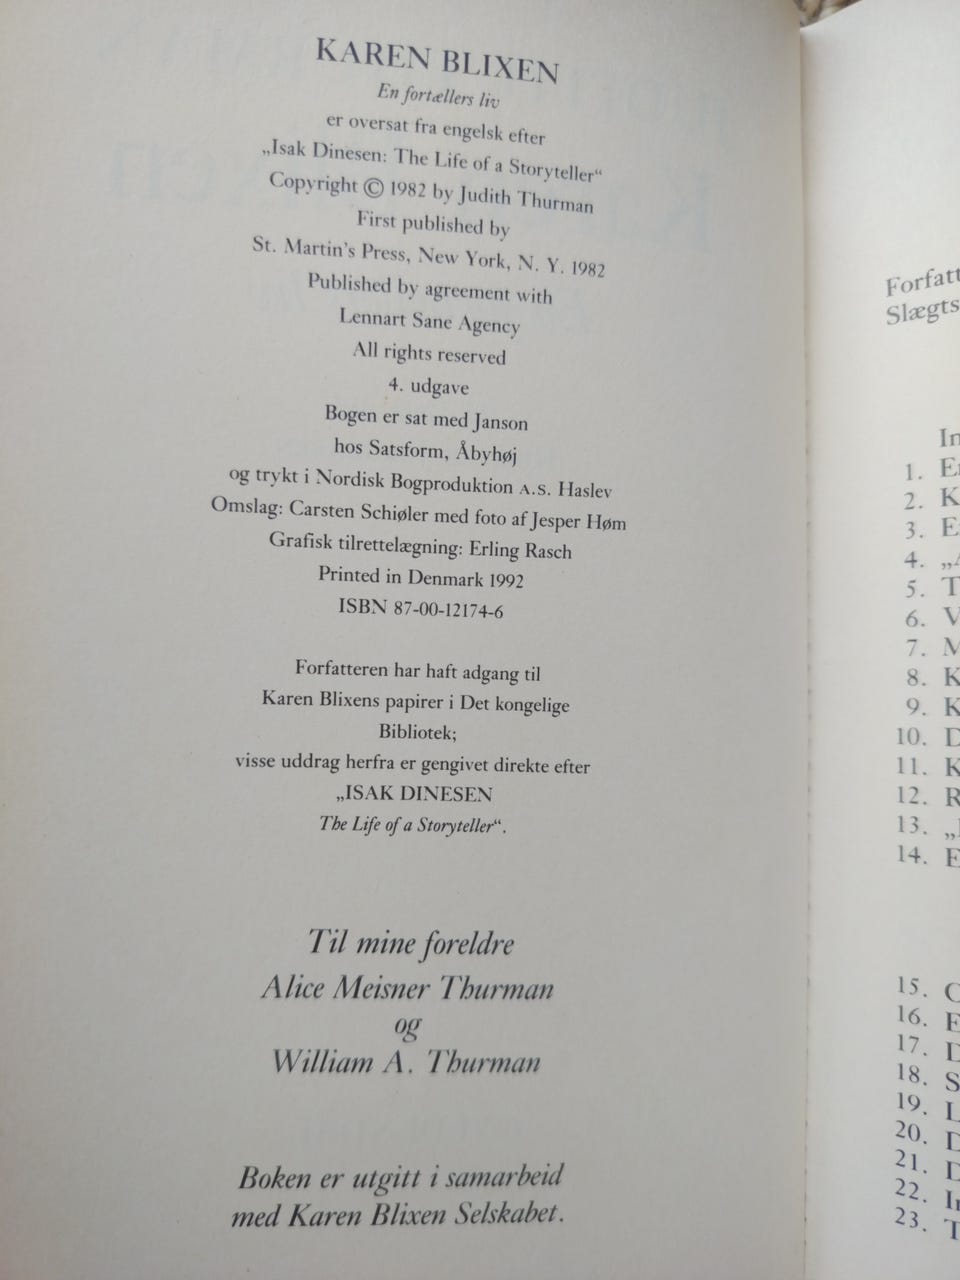 KAREN BLIXEN
En fortællers liv
er oversat fra engelsk efter
„Isak Dinesen: The Life of a Storyteller“
Copyright © 1982 by Judith Thurman
First published by
St. Martin's Press, New York, N. Y. 1982
Published by agreement with
Lennart Sane Agency
All rights reserved
4. udgave
Bogen er sat med Janson
hos Satsform, Åbyhøj
og trykt i Nordisk Bogproduktion A.S. Haslev
Omslag: Carsten Schiøler med foto af Jesper Høm
Grafisk tilrettelægning: Erling Rasch
Printed in Denmark 1992
ISBN 87-00-12174-6
Forfatteren har haft adgang til
Karen Blixens papirer i Det kongelige
Bibliotek;
visse uddrag herfra er gengivet direkte efter
„ISAK DINESEN
The Life of a Storyteller“.
Til mine foreldre
Alice Meisner Thurman
og
William A. Thurman
Boken er utgitt i samarbeid
med Karen Blixen Selskabet.
1.
2.
3.
4.
5.
6.
7.
8.
9.
10.
11.
12.
13.
14.
15.
16.
17.
18.
19.
20.
21.
22.
23.